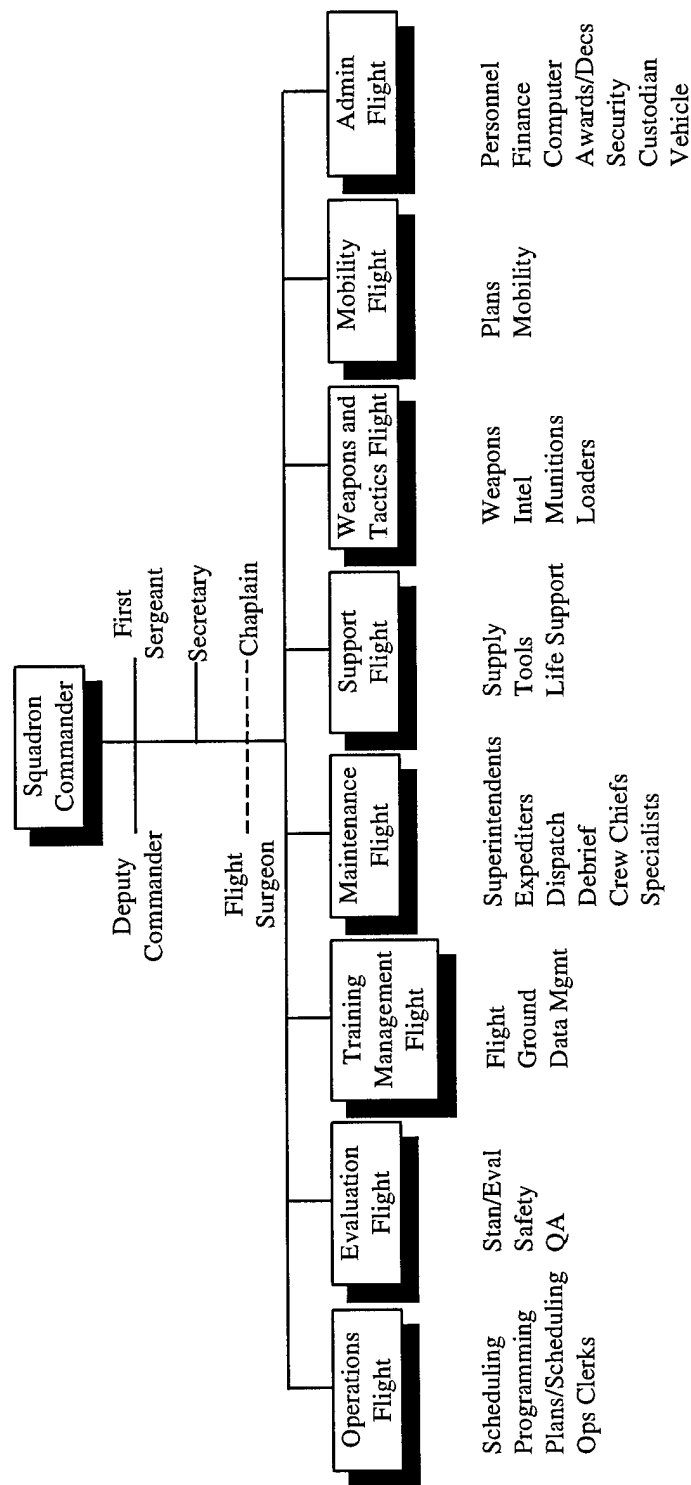 Squadron
Commander
Deputy
Commander
First
Sergeant
Secretary
Flight
Surgeon
Chaplain
Operations
Flight
Scheduling
Programming
Plans/Scheduling
Ops Clerks
Evaluation
Flight
Stan/Eval
Safety
QA
Training
Management
Flight
Flight
Ground
Data Mgmt
Maintenance
Flight
Superintendents
Expediters
Dispatch
Debrief
Crew Chiefs
Specialists
Support
Flight
Supply
Tools
Life Support
Weapons and
Tactics Flight
Weapons
Intel
Munitions
Loaders
Mobility
Flight
Plans
Mobility
Admin
Flight
Personnel
Finance
Computer
Awards/Decs
Security
Custodian
Vehicle